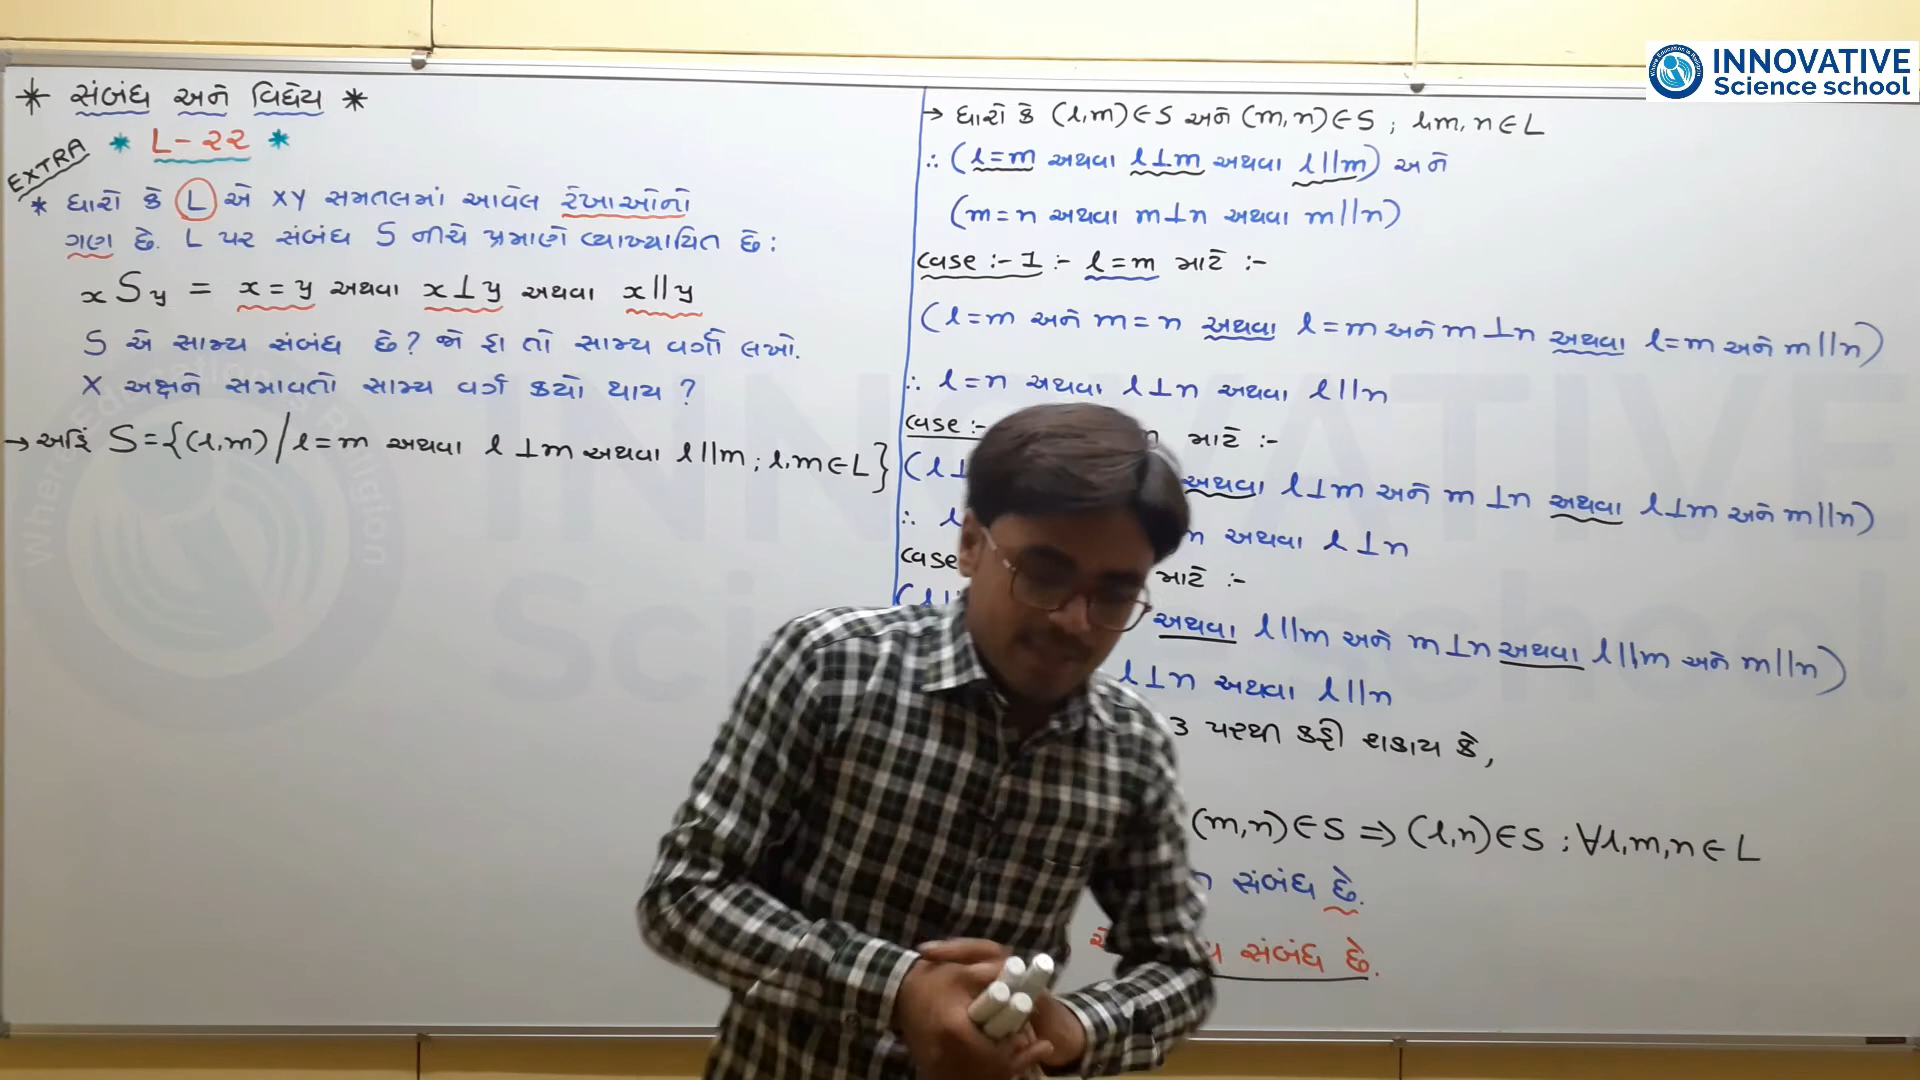 INNOVATIVE
Science school
* સંબંધ અને વિધેય *
* L-૨૨ *
EXTRA
* ધારો કે L એ XY સમતલમાં આવેલ રેખાઓનો
ગણ છે. L પર સંબંધ S નીચે પ્રમાણે વ્યાખ્યાયિત છે :
xSy = x=y અથવા x⊥y અથવા x||y
S એ સામ્ય સંબંધ છે? જો હા તો સામ્ય વર્ગો લખો.
X અક્ષને સમાવતો સામ્ય વર્ગ કયો થાય ?
→ અહિં S={(l,m)/l=m અથવા l⊥m અથવા l||m ; l,m∈L}
→ ધારો કે (l,m)∈S અને (m,n)∈S ; l,m,n∈L
∴ (l=m અથવા l⊥m અથવા l||m) અને
(m=n અથવા m⊥n અથવા m||n)
case :- 1 :- l=m માટે :-
(l=m અને m=n અથવા l=m અને m⊥n અથવા l=m અને m||n)
∴ l=n અથવા l⊥n અથવા l||n
case :- માટે :-
(l⊥ અથવા l⊥m અને m⊥n અથવા l⊥m અને m||n)
∴ l n અથવા l⊥n
case માટે :-
અથવા l||m અને m⊥n અથવા l||m અને m||n)
l⊥n અથવા l||n
3 પરથી કહી શકાય કે,
(m,n)∈S ⇒ (l,n)∈S ; ∀l,m,n∈L
સંબંધ છે.
સંબંધ છે.